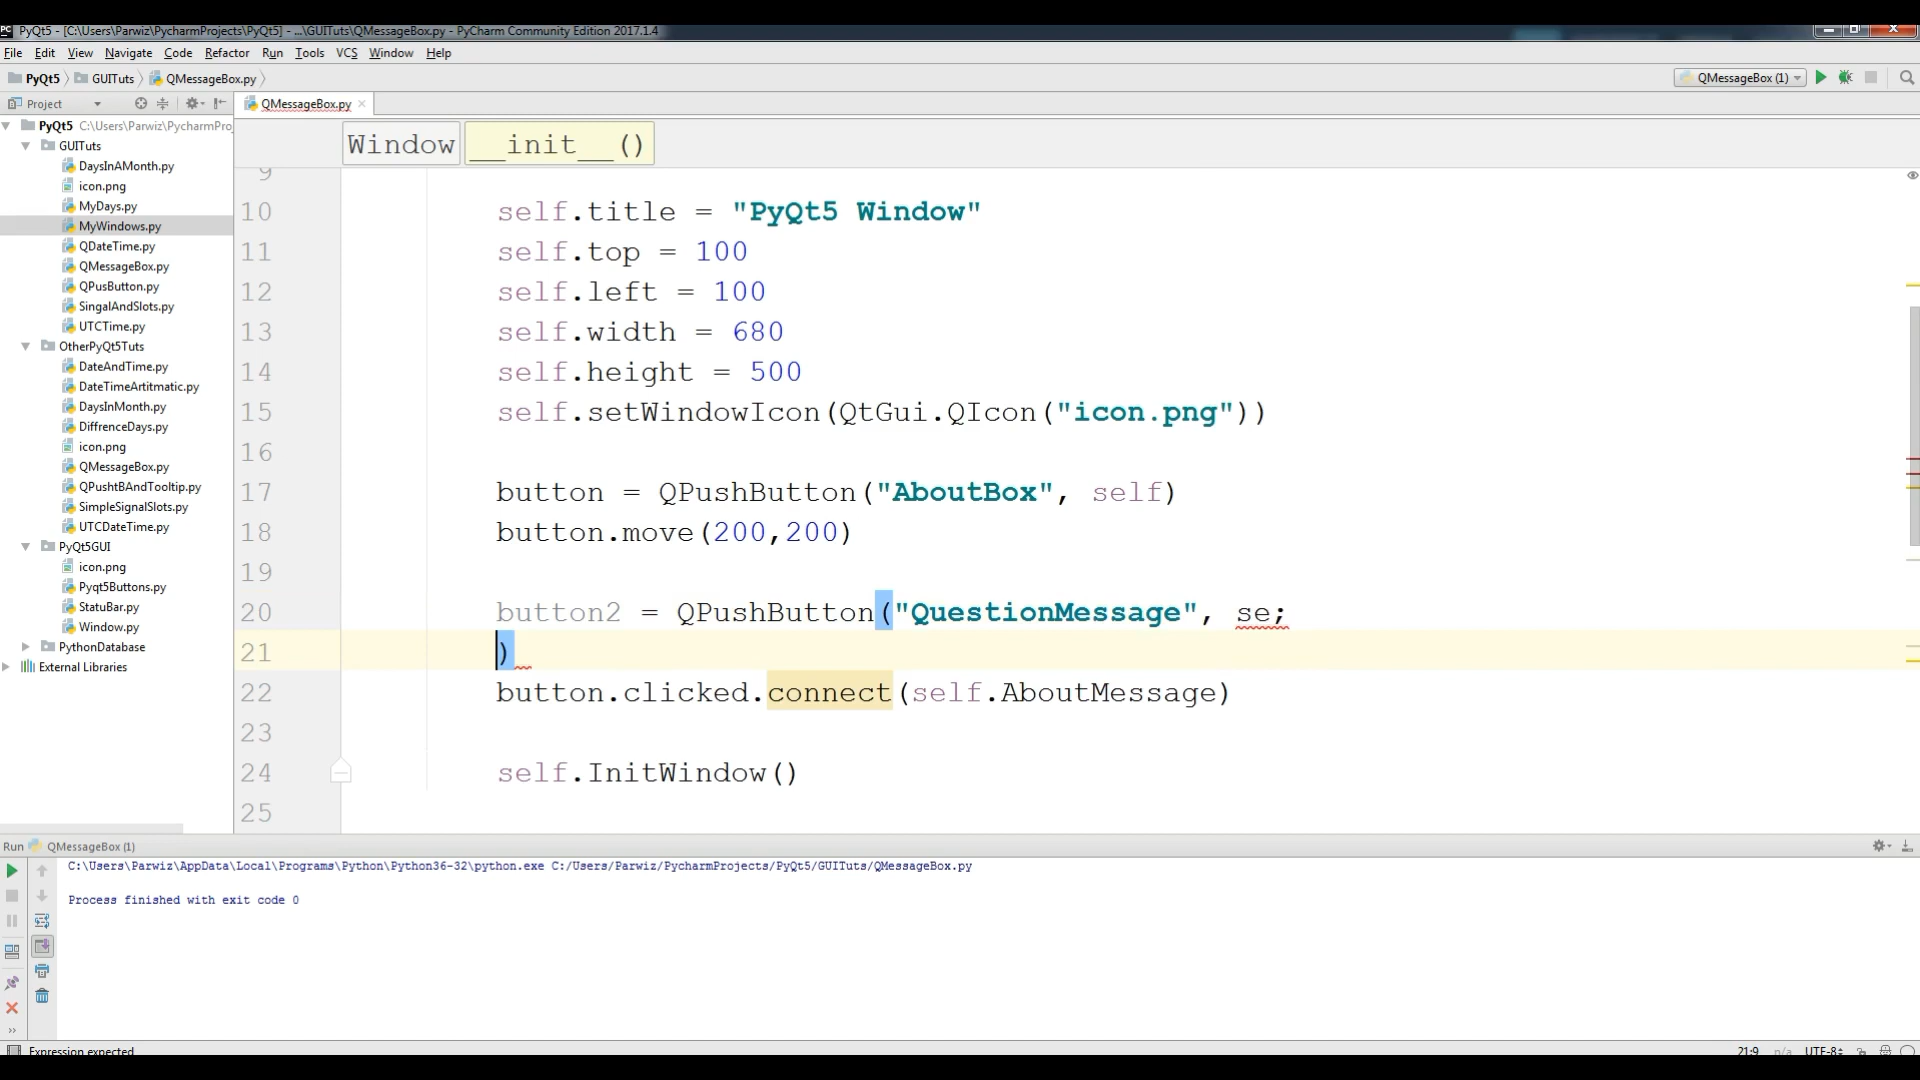 PC PyQt5 - [C:\Users\Parwiz\PycharmProjects\PyQt5] - ...\GUITuts\QMessageBox.py - PyCharm Community Edition 2017.1.4
File Edit View Navigate Code Refactor Run Tools VCS Window Help
PyQt5 GUITuts QMessageBox.py QMessageBox (1)
Project QMessageBox.py
PyQt5 C:\Users\Parwiz\PycharmPro
GUITuts
DaysInAMonth.py
icon.png
MyDays.py
MyWindows.py
QDateTime.py
QMessageBox.py
QPusButton.py
SingalAndSlots.py
UTCTime.py
OtherPyQt5Tuts
DateAndTime.py
DateTimeArtitmatic.py
DaysInMonth.py
DiffrenceDays.py
icon.png
QMessageBox.py
QPushtBAndTooltip.py
SimpleSignalSlots.py
UTCDateTime.py
PyQt5GUI
icon.png
Pyqt5Buttons.py
StatuBar.py
Window.py
PythonDatabase
External Libraries
Window __init__()
9
10 self.title = "PyQt5 Window"
11 self.top = 100
12 self.left = 100
13 self.width = 680
14 self.height = 500
15 self.setWindowIcon(QtGui.QIcon("icon.png"))
16
17 button = QPushButton("AboutBox", self)
18 button.move(200,200)
19
20 button2 = QPushButton("QuestionMessage", se;
21 )
22 button.clicked.connect(self.AboutMessage)
23
24 self.InitWindow()
25
Run QMessageBox (1)
C:\Users\Parwiz\AppData\Local\Programs\Python\Python36-32\python.exe C:/Users/Parwiz/PycharmProjects/PyQt5/GUITuts/QMessageBox.py
Process finished with exit code 0
Expression expected 21:9 n/a UTF-8